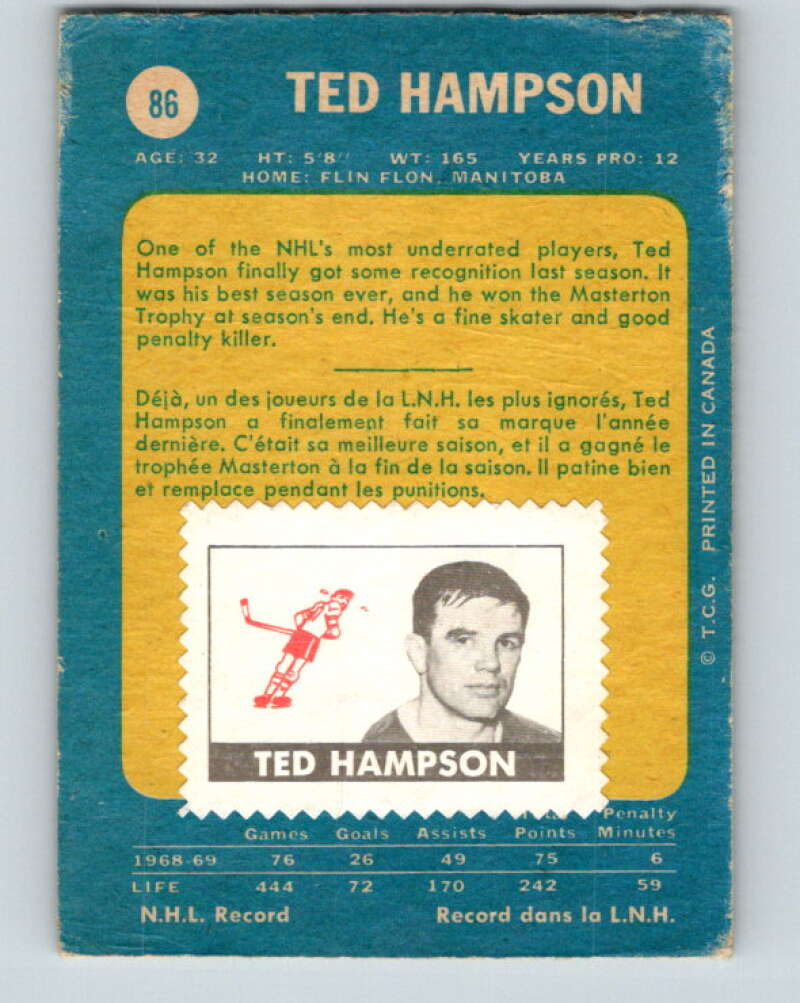 86
TED HAMPSON
AGE: 32 HT: 5'8" WT: 165 YEARS PRO: 12
HOME: FLIN FLON, MANITOBA
One of the NHL's most underrated players, Ted
Hampson finally got some recognition last season. It
was his best season ever, and he won the Masterton
Trophy at season's end. He's a fine skater and good
penalty killer.
Déjà, un des joueurs de la L.N.H. les plus ignorés, Ted
Hampson a finalement fait sa marque l'année
dernière. C'était sa meilleure saison, et il a gagné le
trophée Masterton à la fin de la saison. Il patine bien
et remplace pendant les punitions.
TED HAMPSON
Penalty
Games Goals Assists Points Minutes
1968-69 76 26 49 75 6
LIFE 444 72 170 242 59
N.H.L. Record Record dans la L.N.H.
© T.C.G. PRINTED IN CANADA